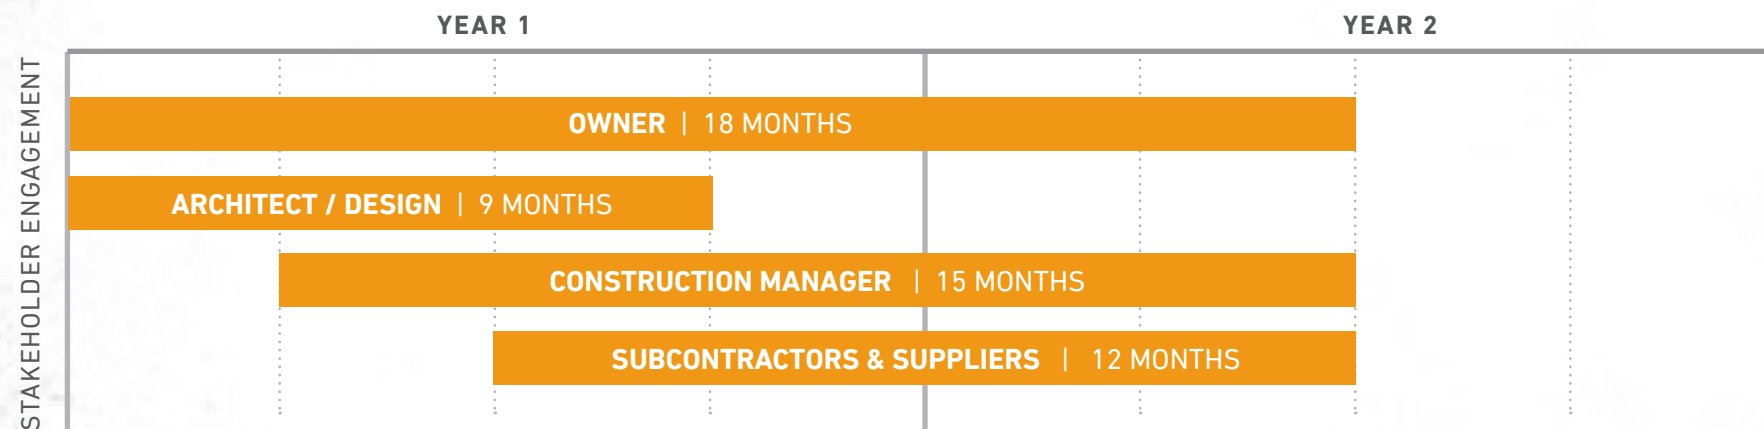 YEAR 1
YEAR 2
STAKEHOLDER ENGAGEMENT
OWNER | 18 MONTHS
ARCHITECT / DESIGN | 9 MONTHS
CONSTRUCTION MANAGER | 15 MONTHS
SUBCONTRACTORS & SUPPLIERS | 12 MONTHS